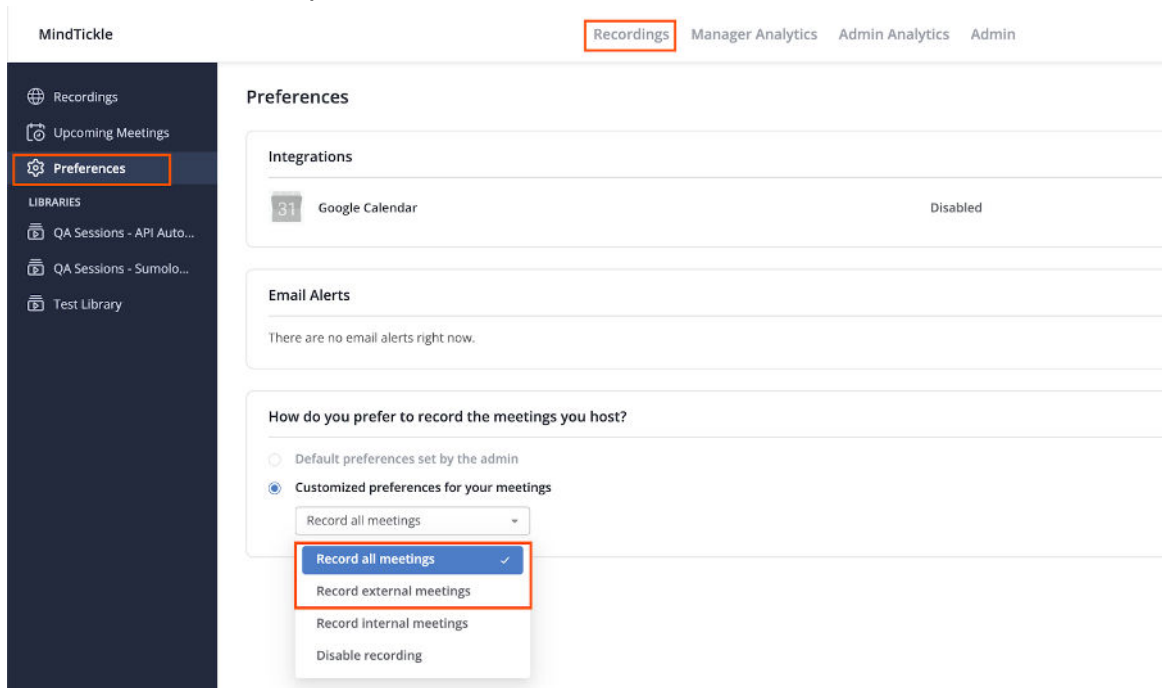 MindTickle
Recordings Manager Analytics Admin Analytics Admin
Recordings
Upcoming Meetings
Preferences
LIBRARIES
QA Sessions - API Auto...
QA Sessions - Sumolo...
Test Library
Preferences
Integrations
31 Google Calendar Disabled
Email Alerts
There are no email alerts right now.
How do you prefer to record the meetings you host?
Default preferences set by the admin
Customized preferences for your meetings
Record all meetings
Record all meetings
Record external meetings
Record internal meetings
Disable recording